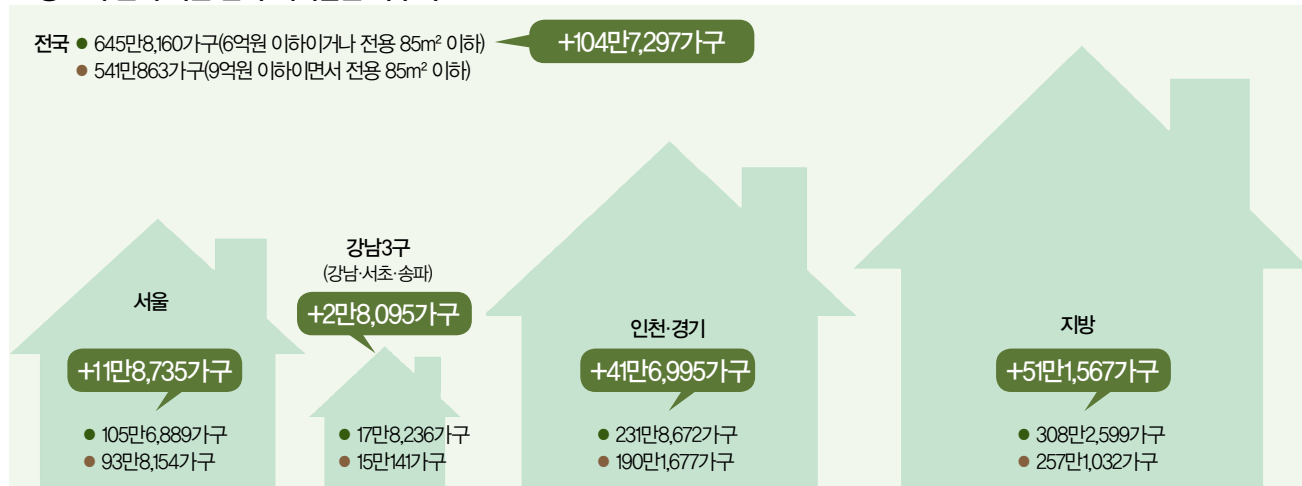 전국 ● 645만8,160가구(6억원 이하이거나 전용 85m² 이하)
● 541만863가구(9억원 이하이면서 전용 85m² 이하)
+104만7,297가구
서울
+11만8,735가구
● 105만6,889가구
● 93만8,154가구
강남3구
(강남·서초·송파)
+2만8,095가구
● 17만8,236가구
● 15만141가구
인천·경기
+41만6,995가구
● 231만8,672가구
● 190만1,677가구
지방
+51만1,567가구
● 308만2,599가구
● 257만1,032가구